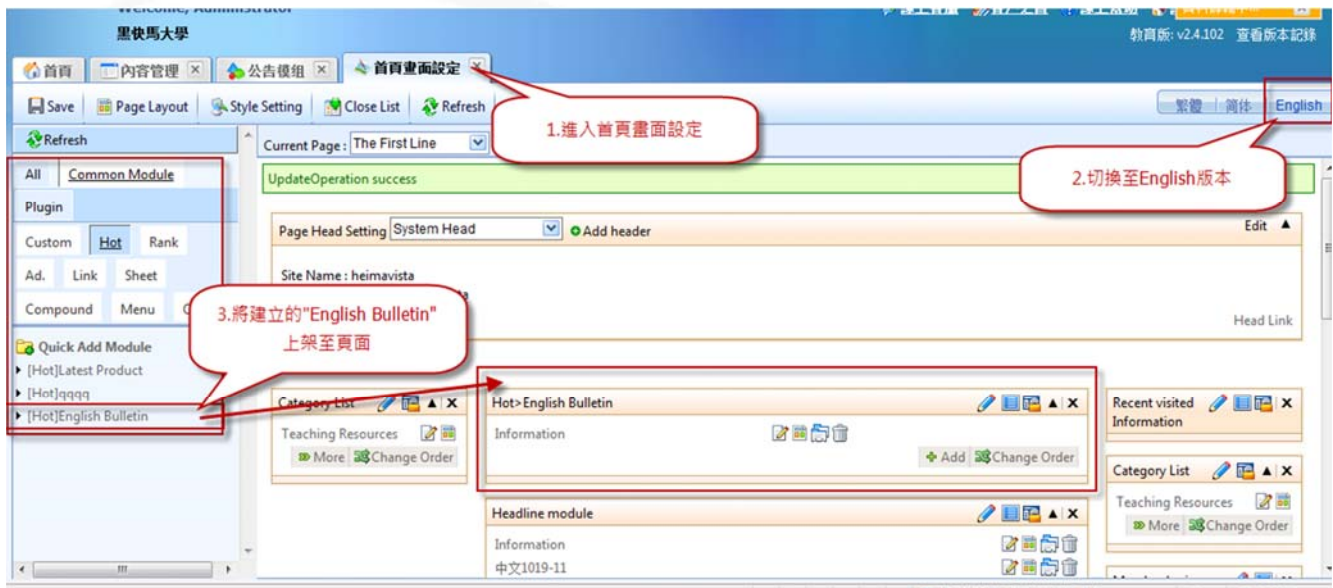 Welcome, Administrator
黑快馬大學
教育版: v2.4.102 查看版本記錄
首頁 內容管理 公告模組 首頁畫面設定
Save Page Layout Style Setting Close List Refresh
繁體 简体 English
1.進入首頁畫面設定
2.切換至English版本
Refresh
Current Page : The First Line
All Common Module
UpdateOperation success
Plugin
Page Head Setting System Head Add header Edit
Custom Hot Rank
Ad. Link Sheet
Site Name : heimavista
Compound Menu
3.將建立的"English Bulletin"
上架至頁面
Head Link
Quick Add Module
[Hot]Latest Product
[Hot]qqqq
[Hot]English Bulletin
Category List
Teaching Resources
More Change Order
Hot>English Bulletin
Information
Add Change Order
Recent visited
Information
Category List
Teaching Resources
More Change Order
Headline module
Information
中文1019-11